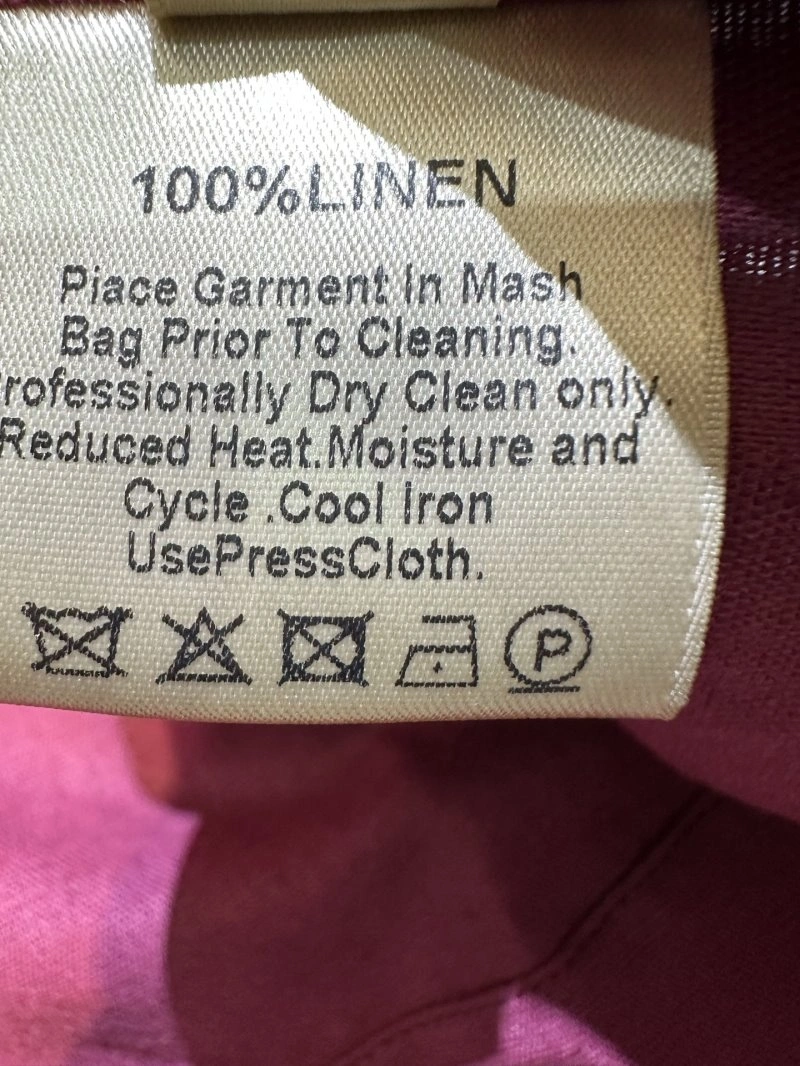 100%LINEN
Piace Garment In Mash
Bag Prior To Cleaning.
rofessionally Dry Clean only.
Reduced Heat.Moisture and
Cycle .Cool iron
UsePressCloth.
P